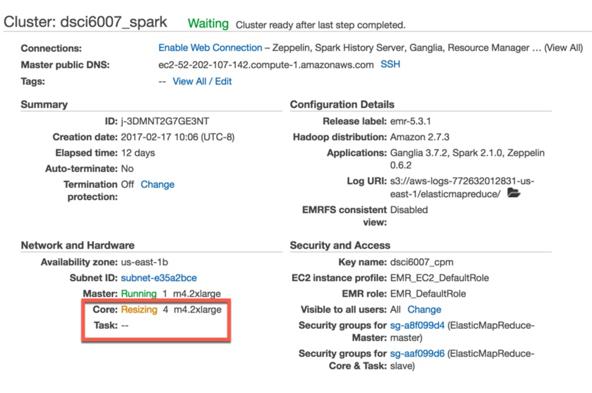 Cluster: dsci6007_spark Waiting Cluster ready after last step completed.
Connections: Enable Web Connection – Zeppelin, Spark History Server, Ganglia, Resource Manager ... (View All)
Master public DNS: ec2-52-202-107-142.compute-1.amazonaws.com SSH
Tags: -- View All / Edit
Summary
ID: j-3DMNT2G7GE3NT
Creation date: 2017-02-17 10:06 (UTC-8)
Elapsed time: 12 days
Auto-terminate: No
Termination Off Change
protection:
Configuration Details
Release label: emr-5.3.1
Hadoop distribution: Amazon 2.7.3
Applications: Ganglia 3.7.2, Spark 2.1.0, Zeppelin
0.6.2
Log URI: s3://aws-logs-772632012831-us-
east-1/elasticmapreduce/
EMRFS consistent Disabled
view:
Network and Hardware
Availability zone: us-east-1b
Subnet ID: subnet-e35a2bce
Master: Running 1 m4.2xlarge
Core: Resizing 4 m4.2xlarge
Task: --
Security and Access
Key name: dsci6007_cpm
EC2 instance profile: EMR_EC2_DefaultRole
EMR role: EMR_DefaultRole
Visible to all users: All Change
Security groups for sg-a8f099d4 (ElasticMapReduce-
Master: master)
Security groups for sg-aaf099d6 (ElasticMapReduce-
Core & Task: slave)